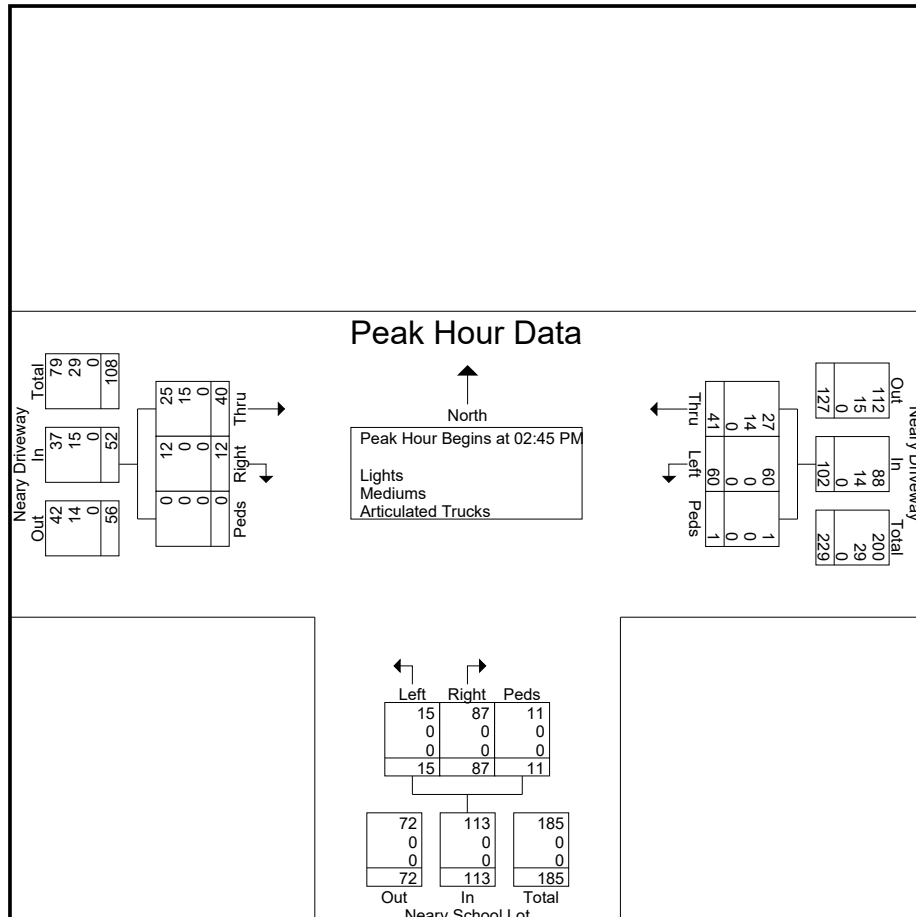 Peak Hour Data
North
Peak Hour Begins at 02:45 PM
Lights
Mediums
Articulated Trucks
Neary Driveway
Total
79
29
0
108
In
37
15
0
52
Out
42
14
0
56
Thru
25
15
0
40
Right
12
0
0
12
Peds
0
0
0
0
Neary Driveway
Out
112
15
0
127
In
88
14
0
102
Total
200
29
0
229
Thru
27
14
0
41
Left
60
0
0
60
Peds
1
0
0
1
Left Right Peds
15 87 11
0 0 0
0 0 0
15 87 11
72 113 185
0 0 0
0 0 0
72 113 185
Out In Total
Neary School Lot